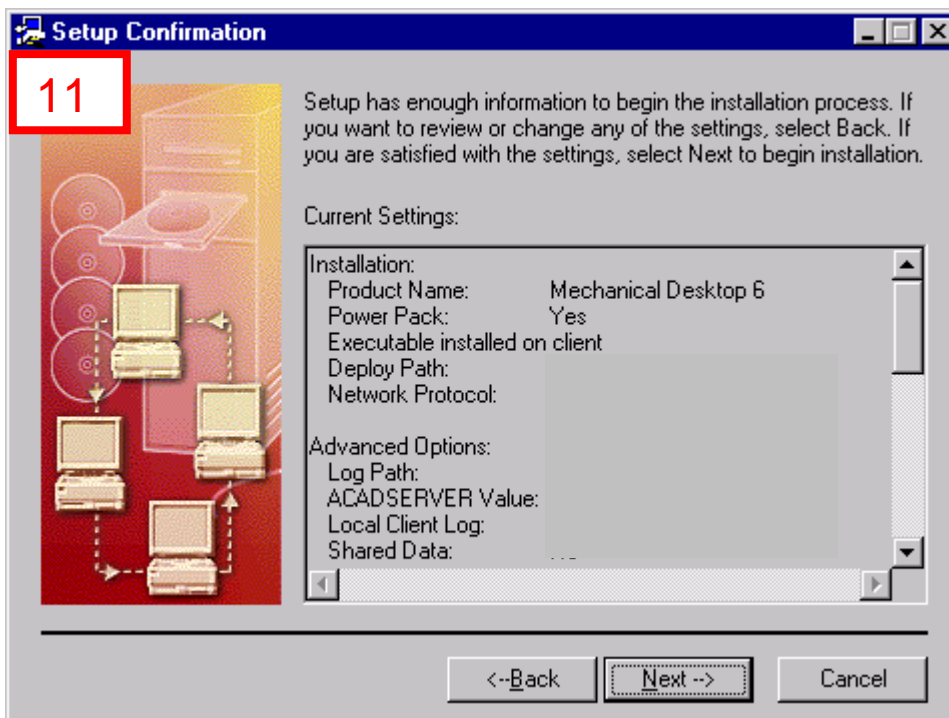 Setup Confirmation
11
Setup has enough information to begin the installation process. If
you want to review or change any of the settings, select Back. If
you are satisfied with the settings, select Next to begin installation.
Current Settings:
Installation:
Product Name: Mechanical Desktop 6
Power Pack: Yes
Executable installed on client
Deploy Path:
Network Protocol:
Advanced Options:
Log Path:
ACADSERVER Value:
Local Client Log:
Shared Data:
<--Back
Next -->
Cancel